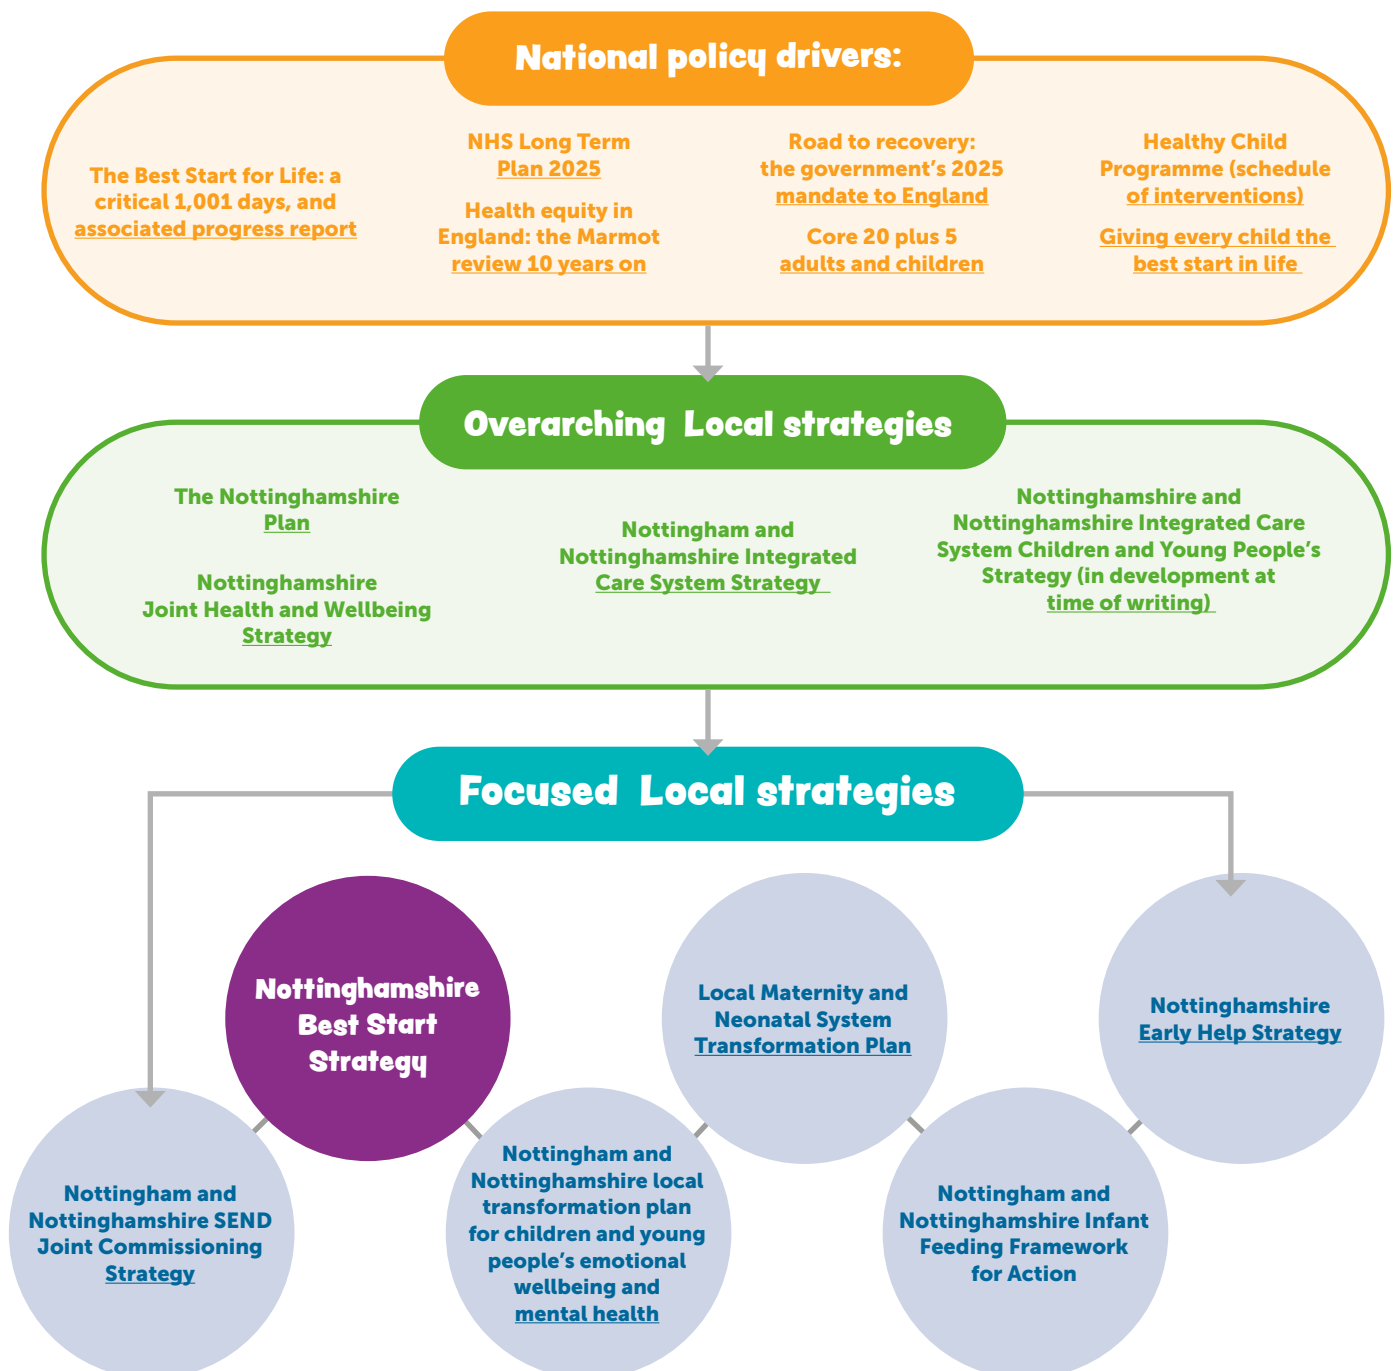 National policy drivers:
The Best Start for Life: a
critical 1,001 days, and
associated progress report
NHS Long Term
Plan 2025
Health equity in
England: the Marmot
review 10 years on
Road to recovery:
the government’s 2025
mandate to England
Core 20 plus 5
adults and children
Healthy Child
Programme (schedule
of interventions)
Giving every child the
best start in life
Overarching Local strategies
The Nottinghamshire
Plan
Nottinghamshire
Joint Health and Wellbeing
Strategy
Nottingham and
Nottinghamshire Integrated
Care System Strategy
Nottinghamshire and
Nottinghamshire Integrated Care
System Children and Young People’s
Strategy (in development at
time of writing)
Focused Local strategies
Nottingham and
Nottinghamshire SEND
Joint Commissioning
Strategy
Nottinghamshire
Best Start
Strategy
Nottingham and
Nottinghamshire local
transformation plan
for children and young
people’s emotional
wellbeing and
mental health
Local Maternity and
Neonatal System
Transformation Plan
Nottingham and
Nottinghamshire Infant
Feeding Framework
for Action
Nottinghamshire
Early Help Strategy